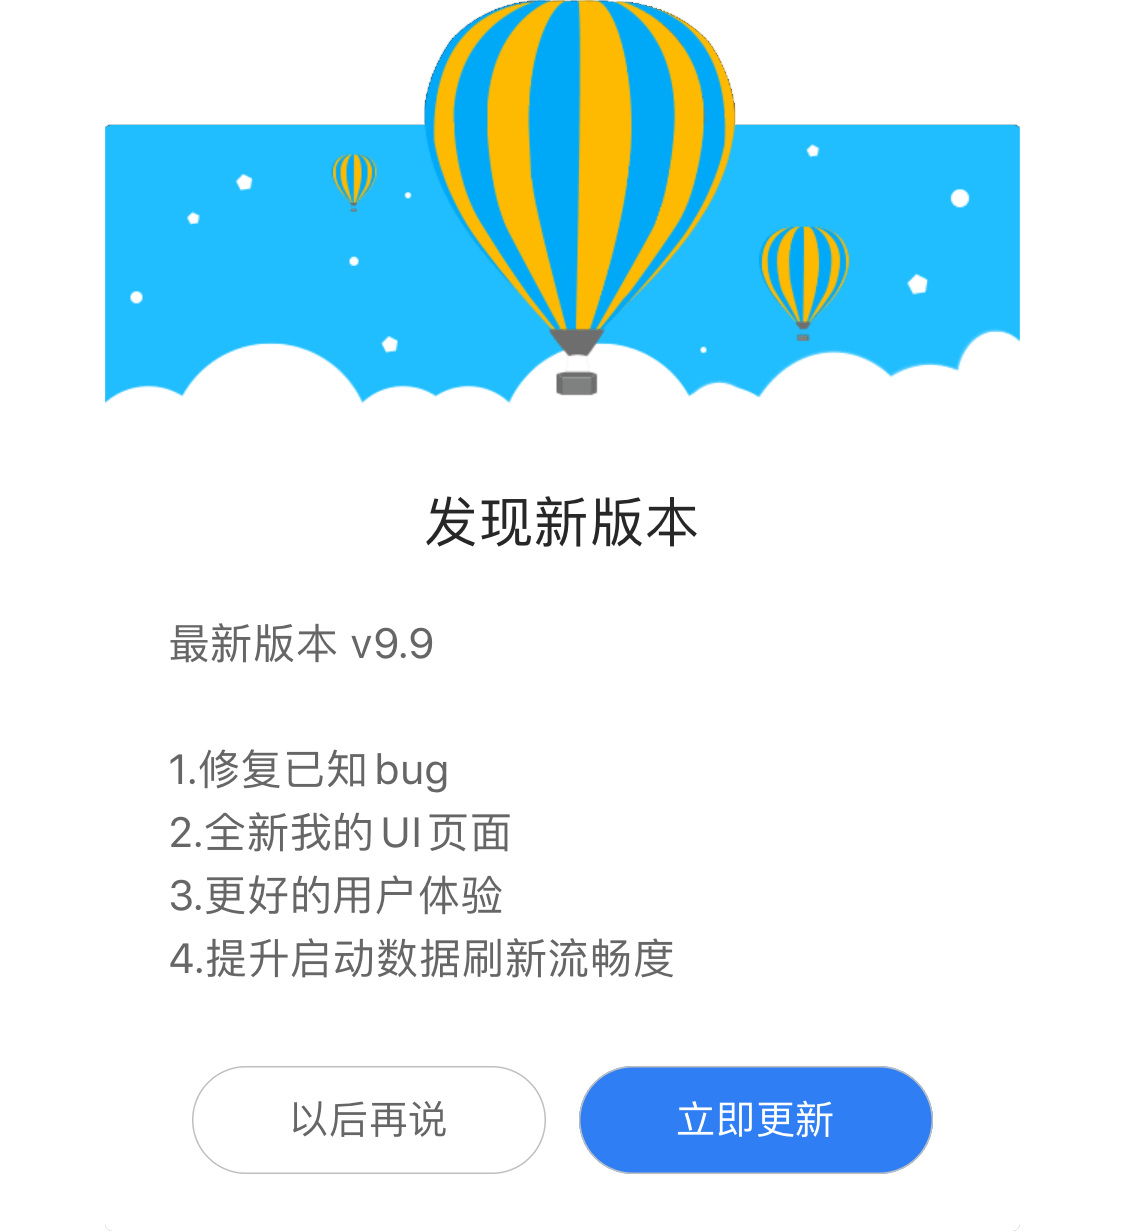 发现新版本
最新版本 v9.9
1.修复已知bug
2.全新我的UI页面
3.更好的用户体验
4.提升启动数据刷新流畅度
以后再说
立即更新